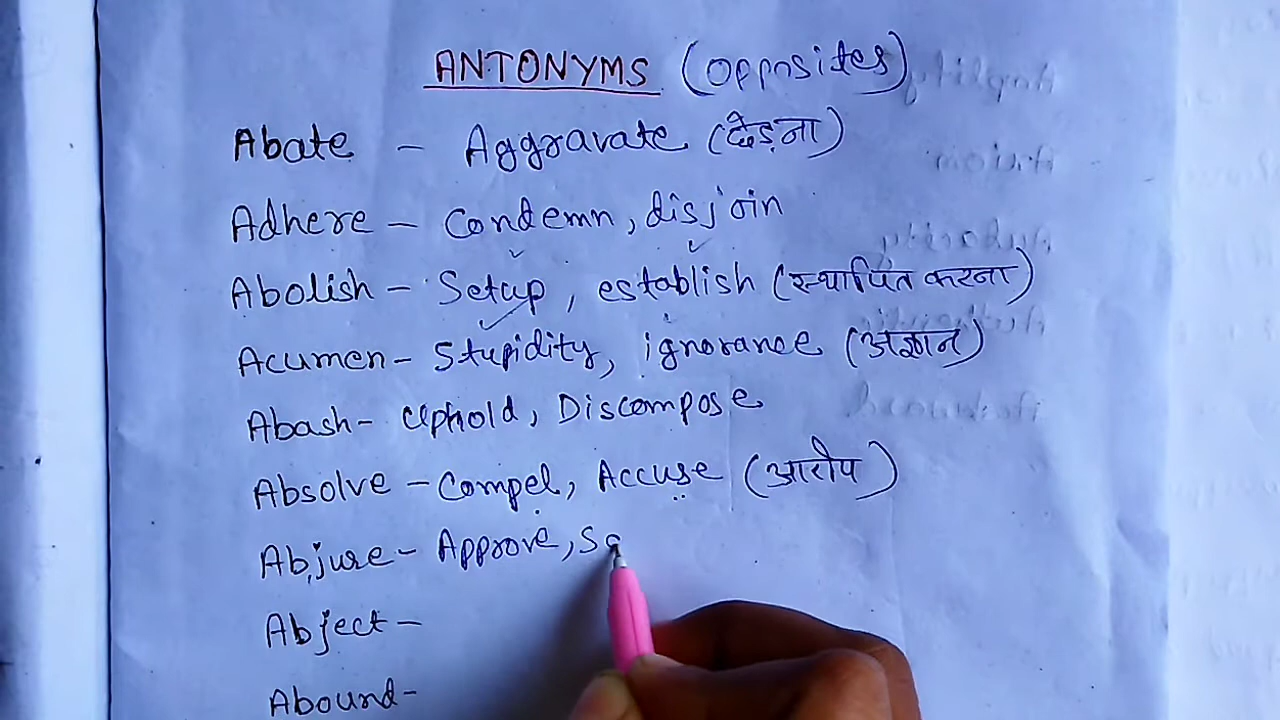 ANTONYMS (Opposites)
Abate - Aggravate (छेड़ना)
Adhere - Condemn, disjoin
Abolish - Setup, establish (स्थापित करना)
Acumen - Stupidity, ignorance (अज्ञान)
Abash - Uphold, Discompose
Absolve - Compel, Accuse (आरोप)
Abjure - Approve, Sa
Abject -
Abound -